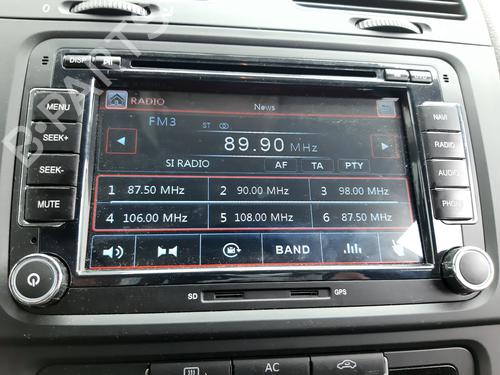 DISP
RADIO
News
FM3
ST
89.90 MHz
SI RADIO AF TA PTY
1 87.50 MHz 2 90.00 MHz 3 98.00 MHz
4 106.00 MHz 5 108.00 MHz 6 87.50 MHz
BAND
MENU
SEEK+
SEEK-
MUTE
NAVI
RADIO
AUDIO
PHONE
SD GPS
AC
B-PARTS